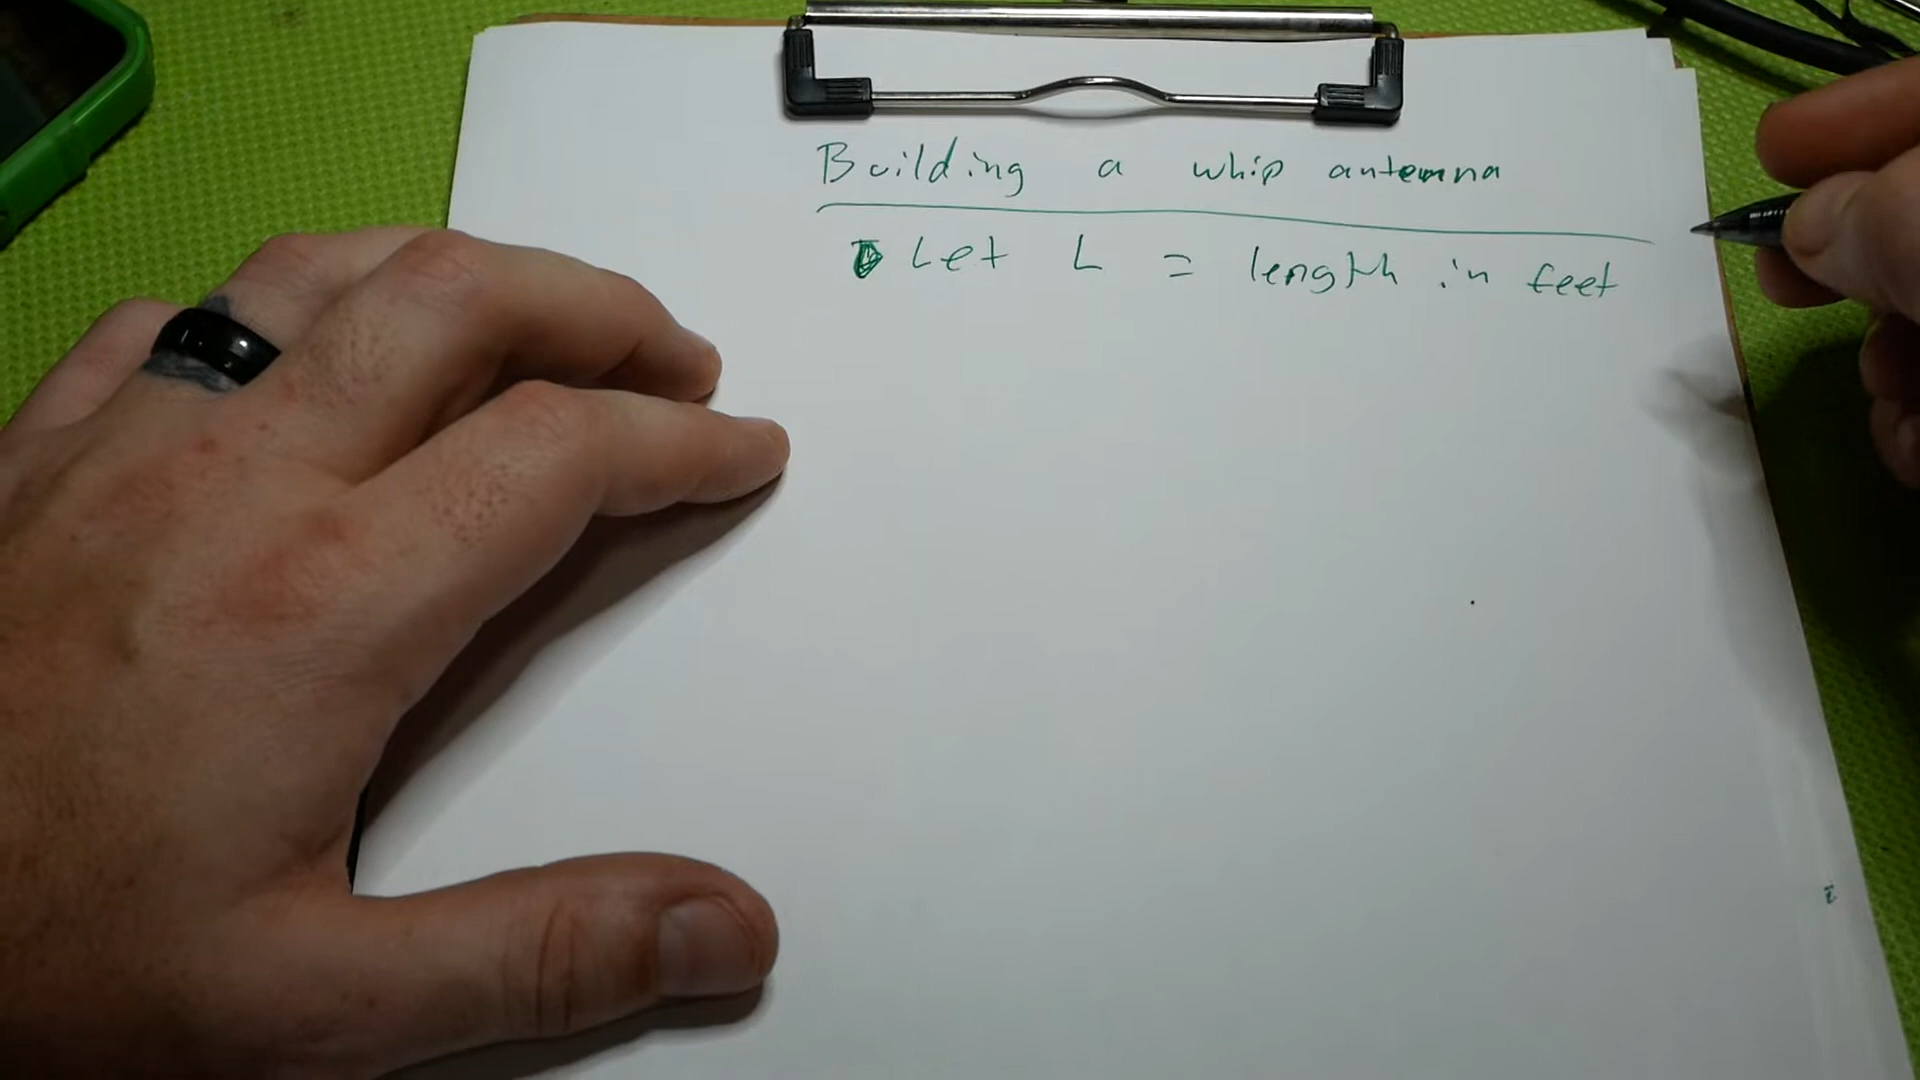 Building a whip antenna
Let L = length in feet